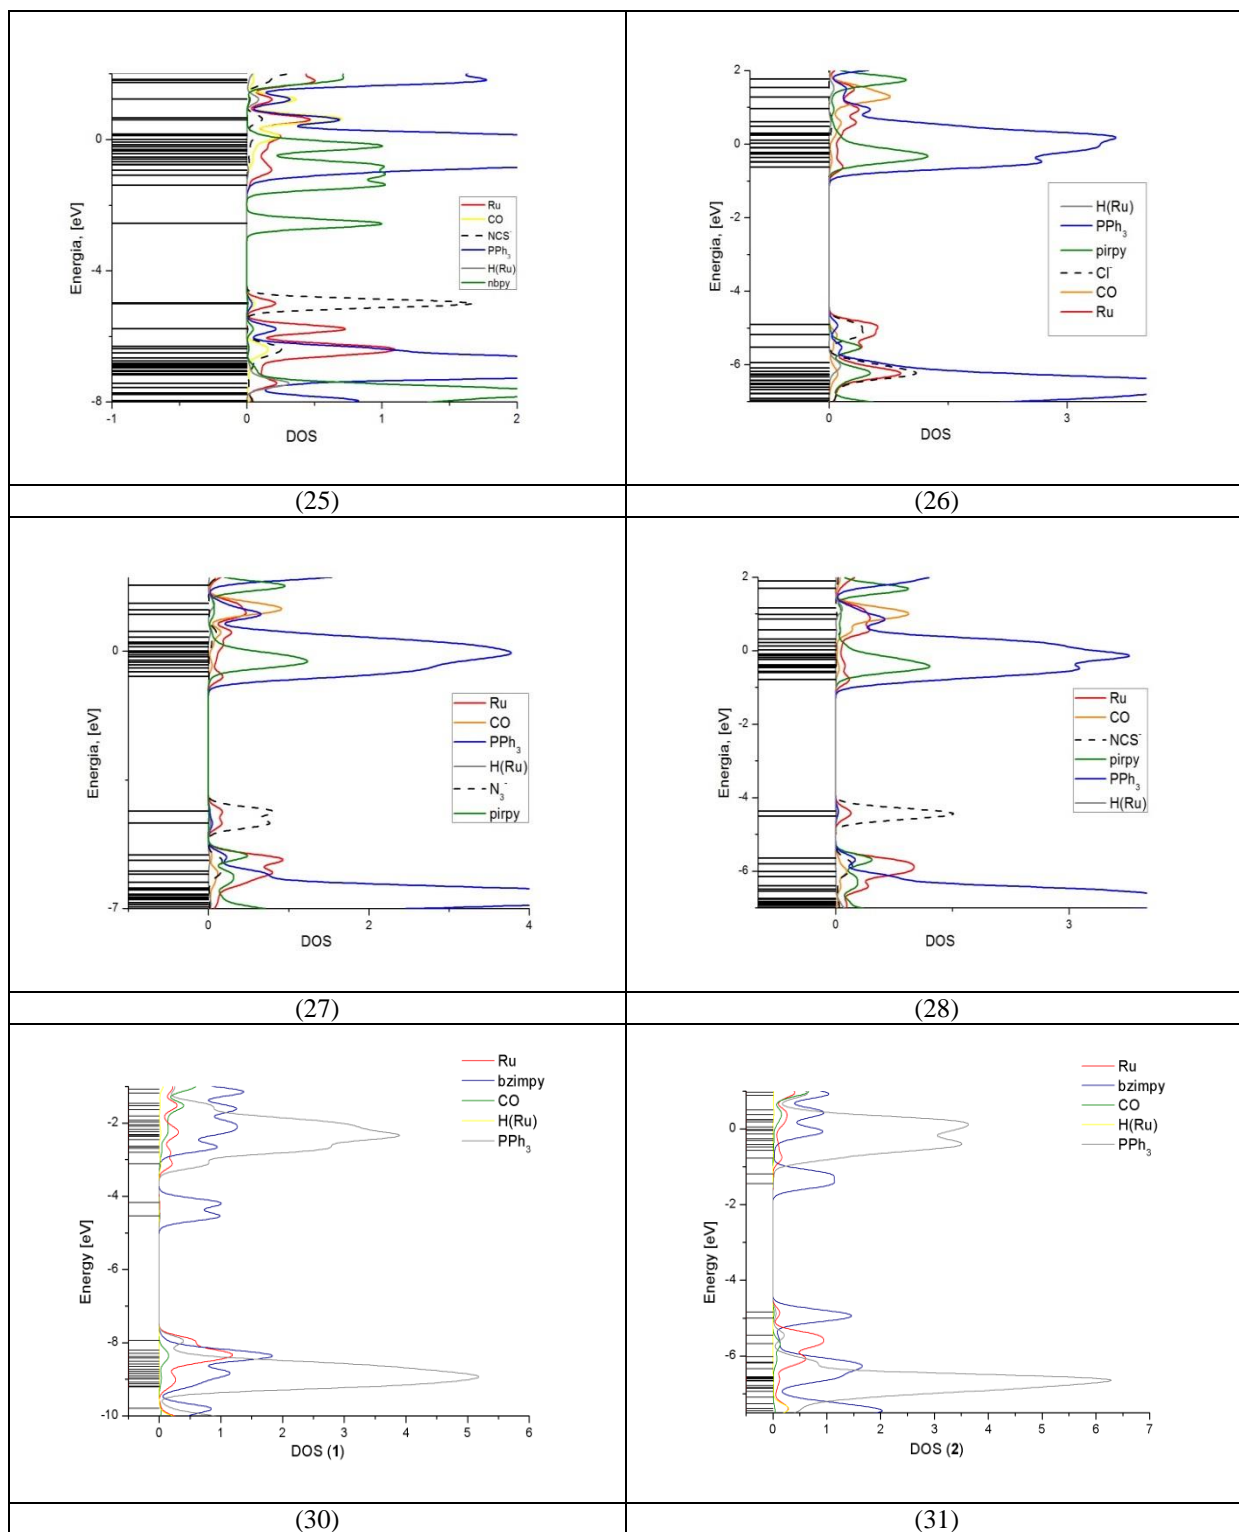 0
-4
-8
Energia, [eV]
-1
0
1
2
DOS
Ru
CO
NCS⁻
PPh₃
H(Ru)
nbpy
2
0
-2
-4
-6
Energia, [eV]
0
3
DOS
H(Ru)
PPh₃
pirpy
Cl⁻
CO
Ru
(25)
(26)
0
-7
Energia, [eV]
0
2
4
DOS
Ru
CO
PPh₃
H(Ru)
N₃⁻
pirpy
2
0
-2
-4
-6
Energia, [eV]
0
3
DOS
Ru
CO
NCS⁻
pirpy
PPh₃
H(Ru)
(27)
(28)
-2
-4
-6
-8
-10
Energy [eV]
0
1
2
3
4
5
6
DOS (1)
Ru
bzimpy
CO
H(Ru)
PPh₃
0
-2
-4
-6
Energy [eV]
0
1
2
3
4
5
6
7
DOS (2)
Ru
bzimpy
CO
H(Ru)
PPh₃
(30)
(31)